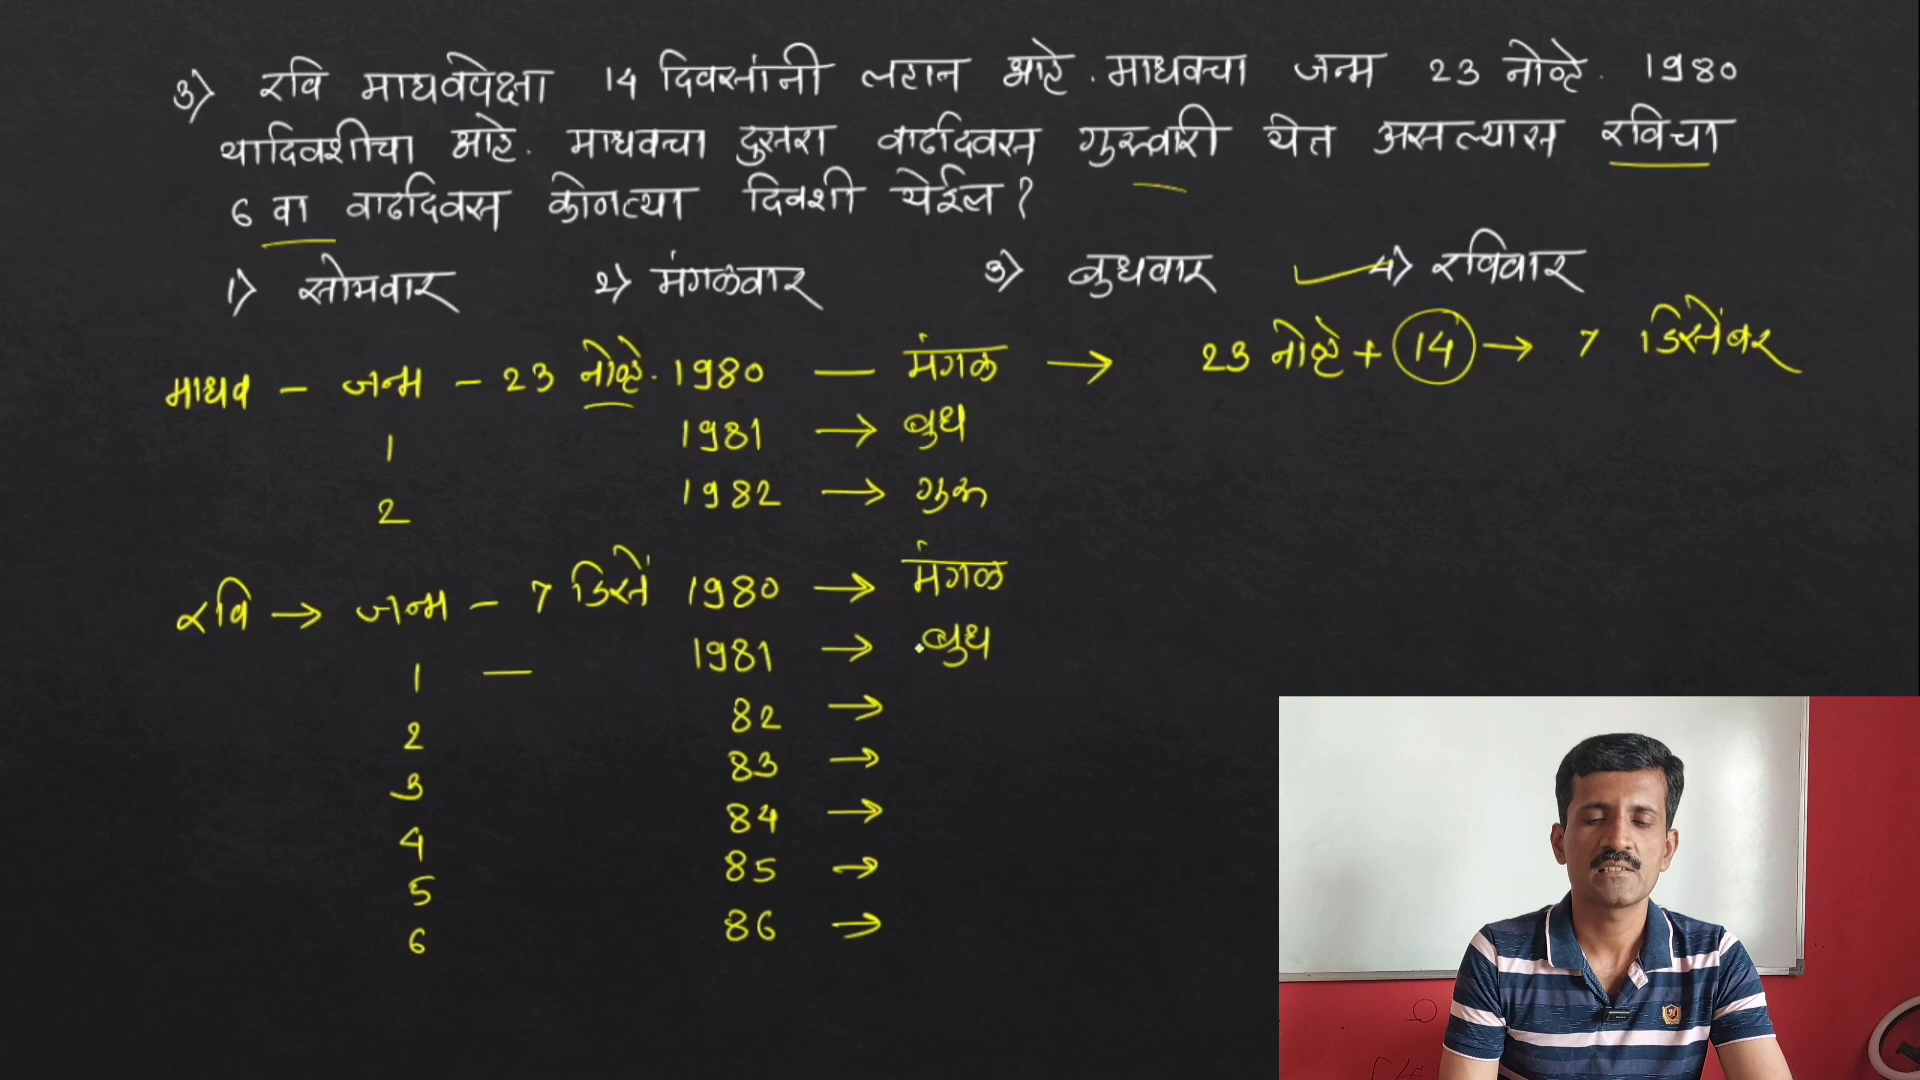 3) रवि माधवपेक्षा 14 दिवसांनी लहान आहे. माधवचा जन्म 23 नोव्हे. 1980
यादिवशीचा आहे. माधवचा दुसरा वाढदिवस गुरुवारी येत असल्यास रविचा
6 वा वाढदिवस कोणत्या दिवशी येईल?
1) सोमवार 2) मंगळवार 3) बुधवार 4) रविवार
माधव - जन्म - 23 नोव्हे. 1980 — मंगळ → 23 नोव्हे + 14 → 7 डिसेंबर
1 1981 → बुध
2 1982 → गुरु
रवि → जन्म - 7 डिसें 1980 → मंगळ
1 — 1981 → बुध
2 82 →
3 83 →
4 84 →
5 85 →
6 86 →